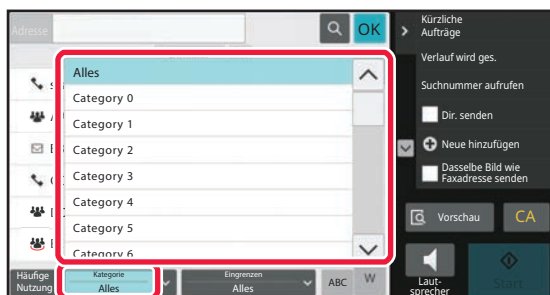 Adresse
OK
Alles
Category 0
Category 1
Category 2
Category 3
Category 4
Category 5
Category 6
Häufige
Nutzung
Kategorie
Alles
Eingrenzen
Alles
ABC
W
Kürzliche
Aufträge
Verlauf wird ges.
Suchnummer aufrufen
Dir. senden
Neue hinzufügen
Dasselbe Bild wie
Faxadresse senden
Vorschau
CA
Laut-
sprecher
Start